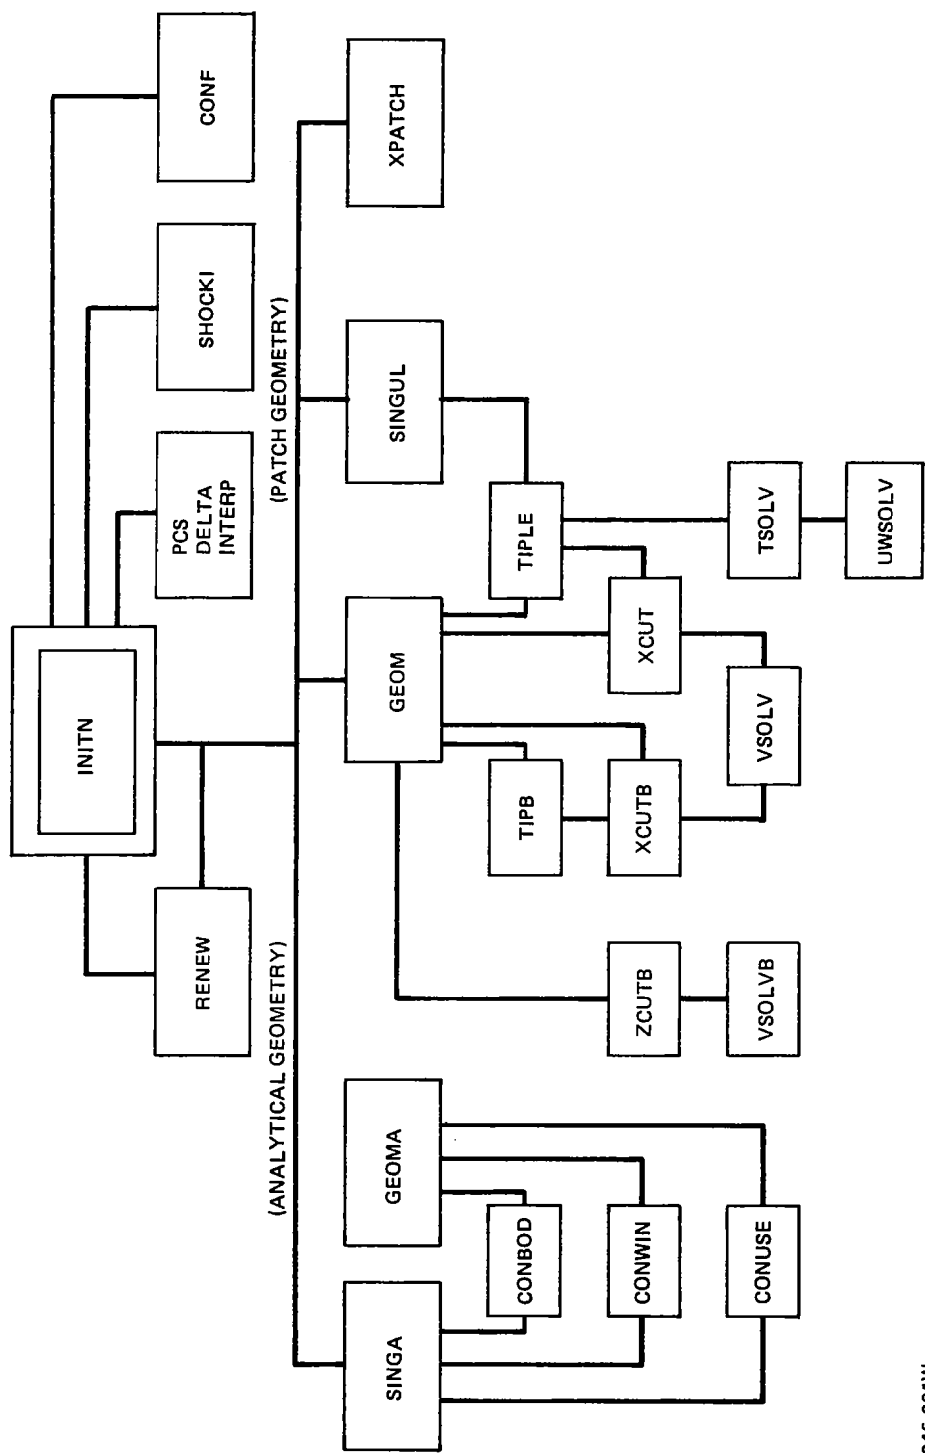 INITN
RENEW
PCS
DELTA
INTERP
SHOCKI
CONF
(ANALYTICAL GEOMETRY)
(PATCH GEOMETRY)
SINGA
GEOMA
GEOM
SINGUL
XPATCH
CONBOD
TIPB
TIPLE
CONWIN
ZCUTB
XCUTB
XCUT
CONUSE
VSOLVB
VSOLV
TSOLV
UWSOLV